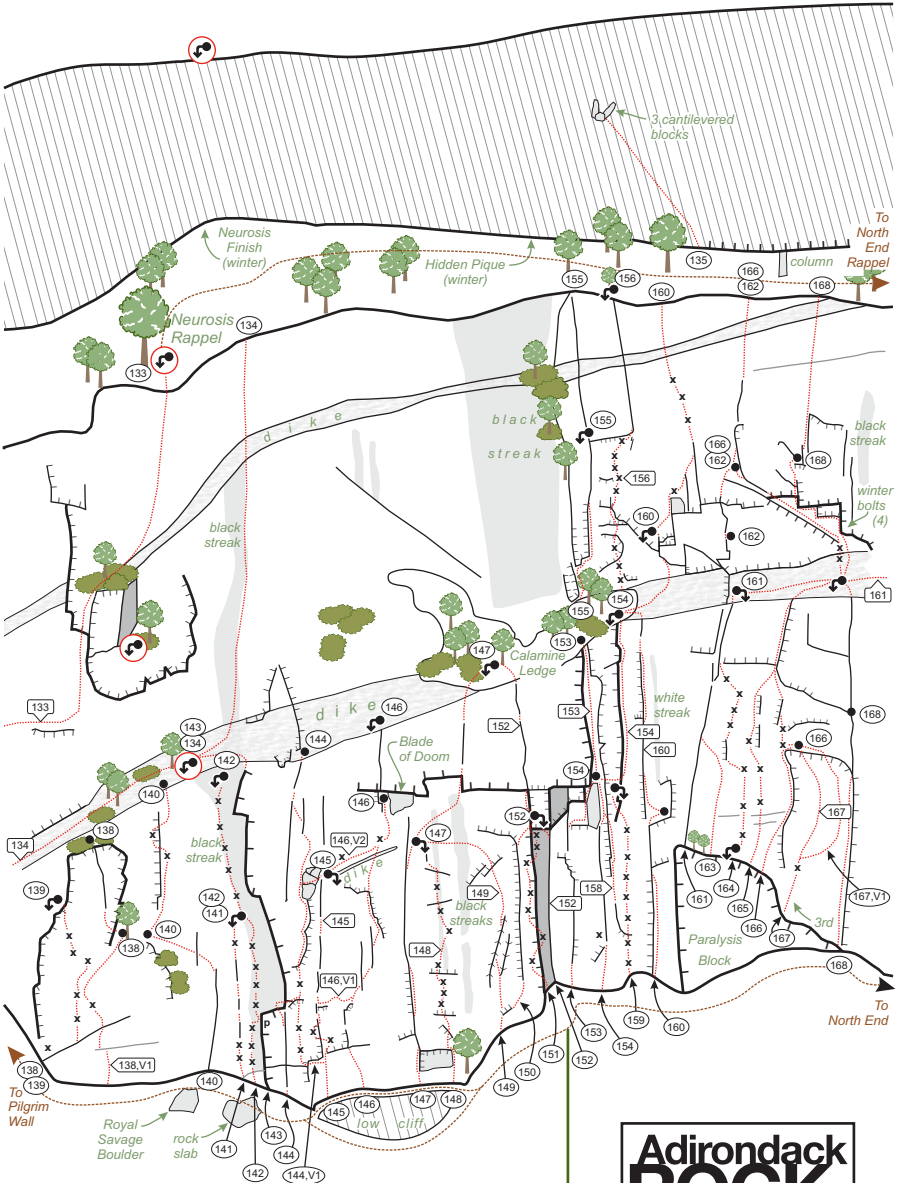 3 cantilevered
blocks
To
North
End
Rappel
Neurosis
Finish
(winter)
Hidden Pique
(winter)
135
column
155
156
166
162
160
168
Neurosis
Rappel
134
133
dike
black
streak
155
black
streak
166
162
168
156
winter
bolts
(4)
black
streak
160
162
161
161
155
154
153
147
Calamine
Ledge
133
white
streak
dike
146
152
153
154
160
168
143
134
142
144
Blade
of Doom
166
140
154
146
134
138
black
streak
146,V2
147
152
167
145
dike
163
164
161
165
166
167
167,V1
139
142
141
149
black
streaks
158
152
138
140
145
148
3rd
Paralysis
Block
168
146,V1
P
To
North End
153
159
160
151
152
154
150
149
138
139
138,V1
140
To
Pilgrim
Wall
Royal
Savage
Boulder
rock
slab
141
142
143
144
144,V1
145
146
147
148
low cliff
Adirondack
ROCK